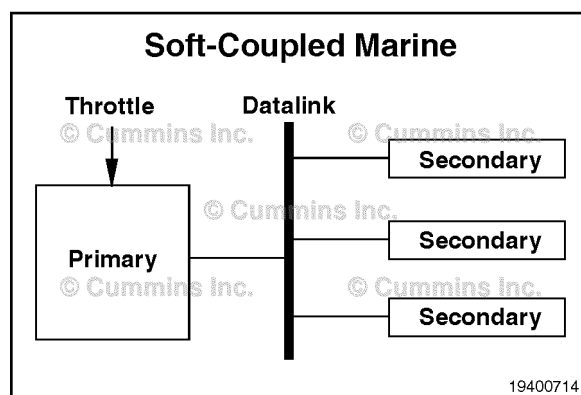 Soft-Coupled Marine
Throttle
Datalink
© Cummins Inc.
© Cummins Inc.
Secondary
© Cummins Inc.
Primary
Secondary
© Cummins Inc.
© Cummins Inc.
Secondary
19400714